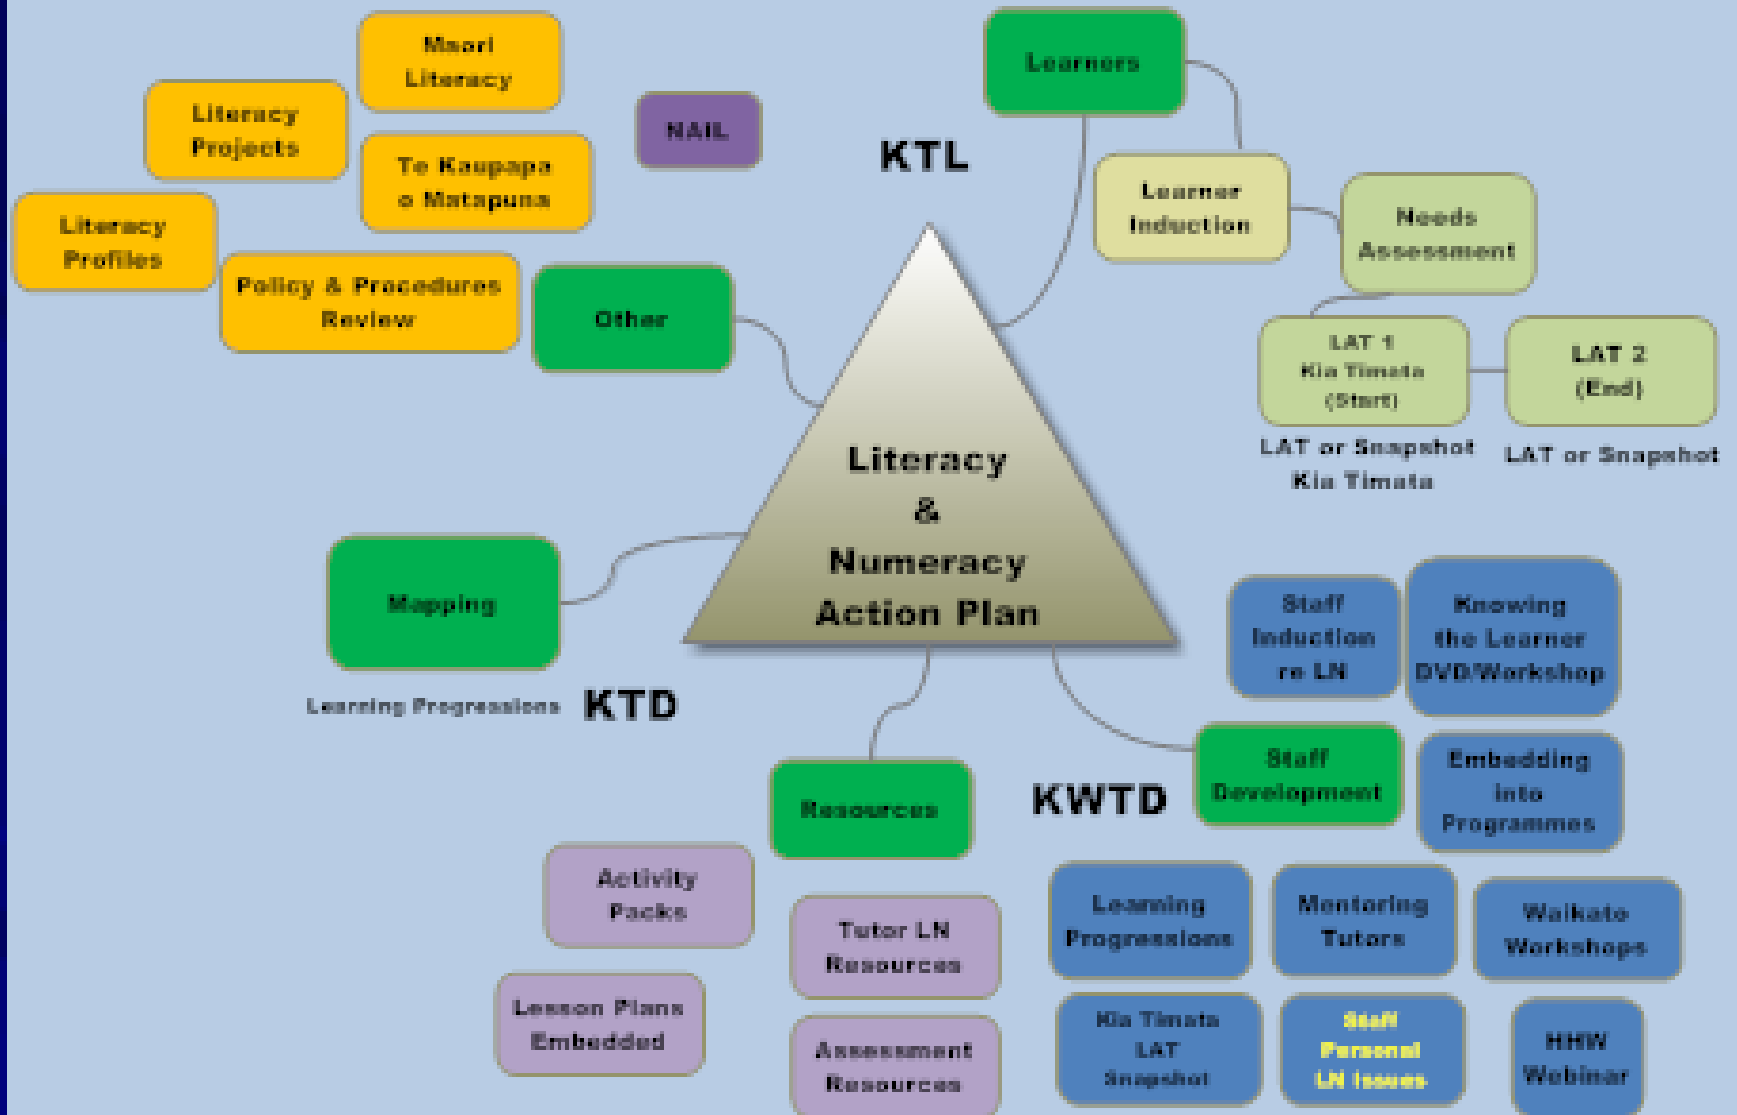 Maori
Literacy
Literacy
Projects
NAIL
Te Kaupapa
o Matapuna
Literacy
Profiles
Policy & Procedures
Review
Other
KTL
Learners
Learner
Induction
Needs
Assessment
LAT 1
Kia Timata
(Start)
LAT 2
(End)
LAT or Snapshot
Kia Timata
LAT or Snapshot
Literacy
&
Numeracy
Action Plan
Mapping
Learning Progressions
KTD
Resources
Activity
Packs
Tutor LN
Resources
Lesson Plans
Embedded
Assessment
Resources
KWTD
Staff
Development
Staff
Induction
re LN
Knowing
the Learner
DVD/Workshop
Embedding
into
Programmes
Learning
Progressions
Mentoring
Tutors
Waikato
Workshops
Kia Timata
LAT
Snapshot
Staff
Personal
LN Issues
HHW
Webinar